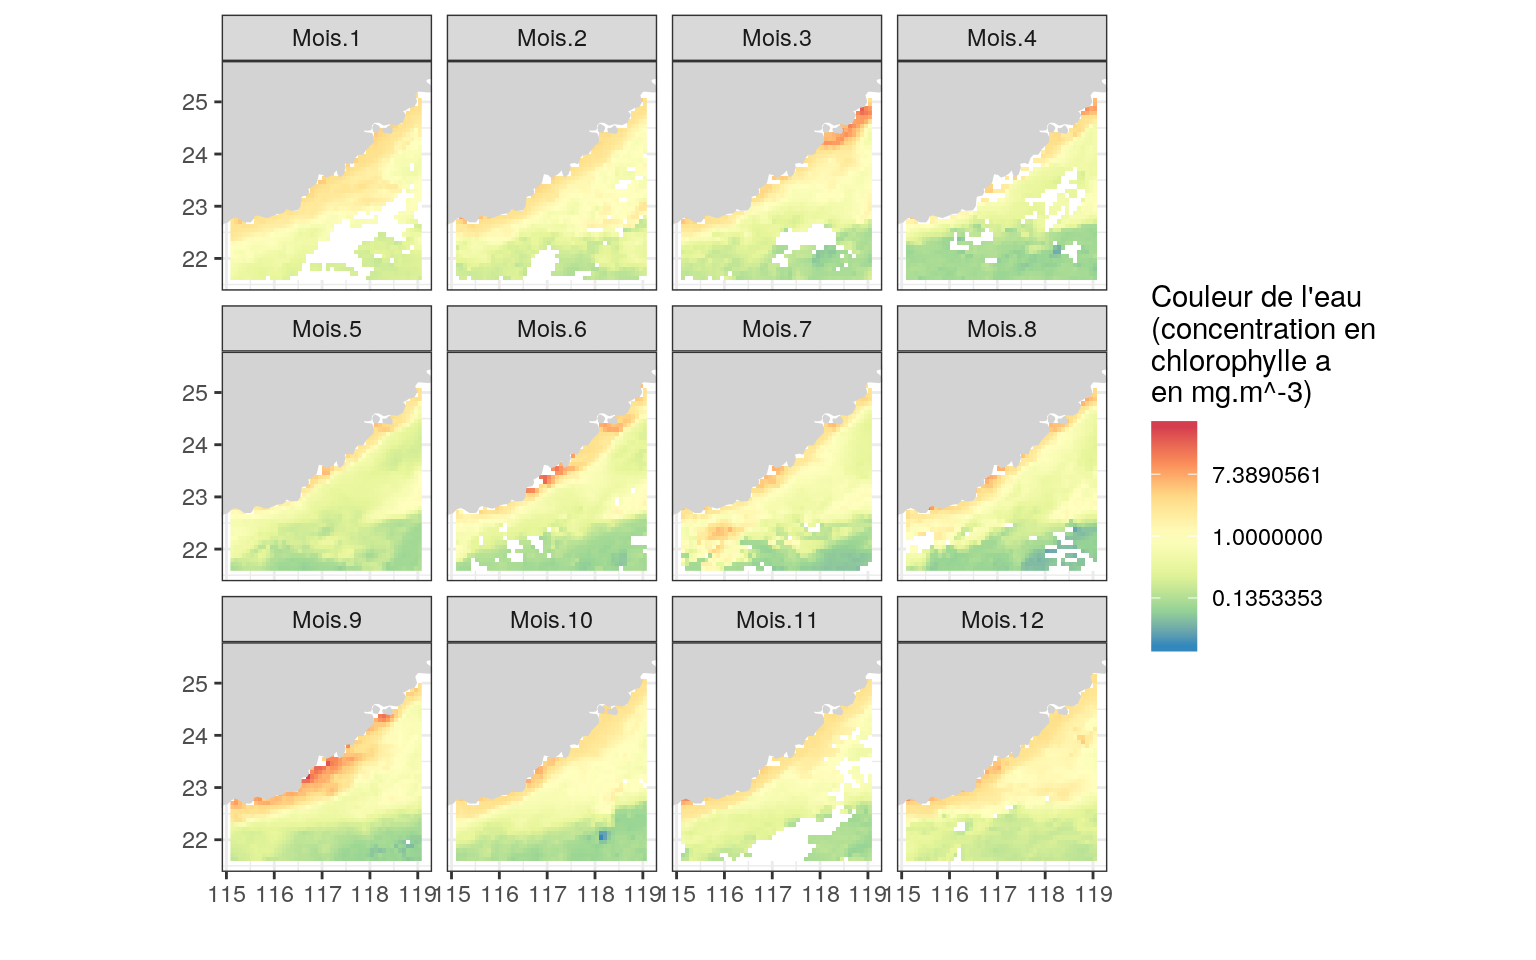 Mois.1 Mois.2 Mois.3 Mois.4
25
24
23
22
Mois.5 Mois.6 Mois.7 Mois.8
25
24
23
22
Mois.9 Mois.10 Mois.11 Mois.12
25
24
23
22
115 116 117 118 119 115 116 117 118 119 115 116 117 118 119 115 116 117 118 119
Couleur de l'eau
(concentration en
chlorophylle a
en mg.m^-3)
7.3890561
1.0000000
0.1353353